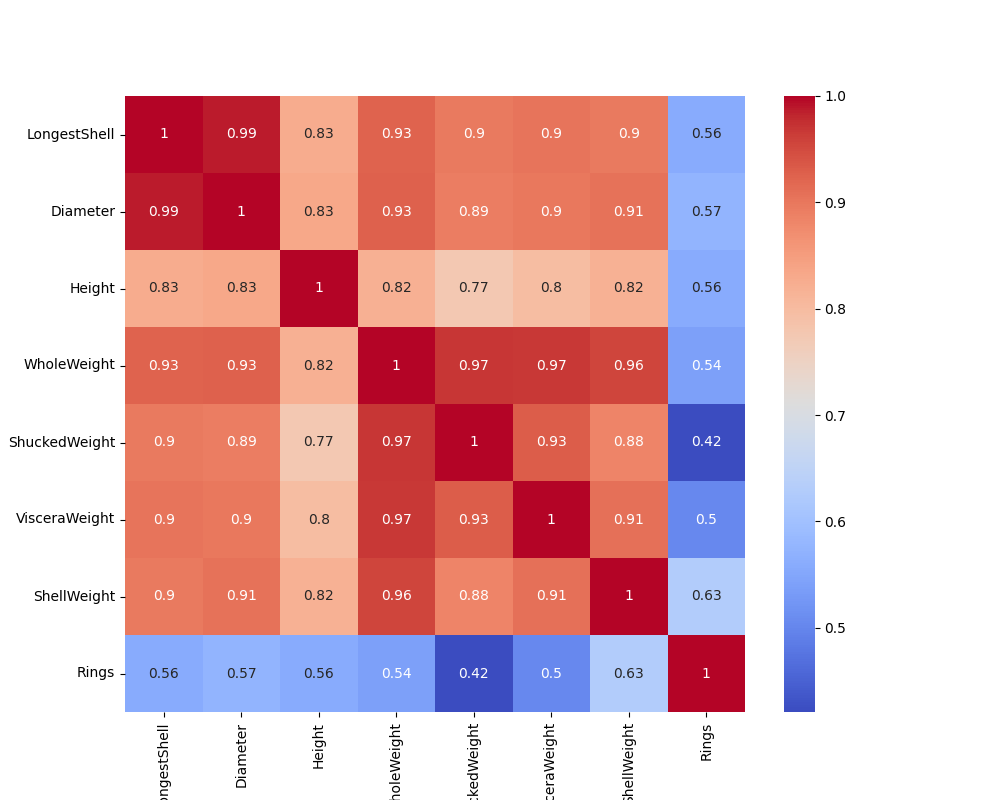 LongestShell 1 0.99 0.83 0.93 0.9 0.9 0.9 0.56
Diameter 0.99 1 0.83 0.93 0.89 0.9 0.91 0.57
Height 0.83 0.83 1 0.82 0.77 0.8 0.82 0.56
WholeWeight 0.93 0.93 0.82 1 0.97 0.97 0.96 0.54
ShuckedWeight 0.9 0.89 0.77 0.97 1 0.93 0.88 0.42
VisceraWeight 0.9 0.9 0.8 0.97 0.93 1 0.91 0.5
ShellWeight 0.9 0.91 0.82 0.96 0.88 0.91 1 0.63
Rings 0.56 0.57 0.56 0.54 0.42 0.5 0.63 1
ongestShell
Diameter
Height
holeWeight
ckedWeight
ceraWeight
ShellWeight
Rings
1.0
0.9
0.8
0.7
0.6
0.5